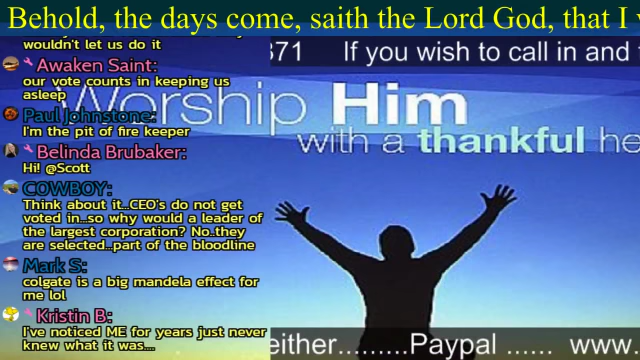 Behold, the days come, saith the Lord God, that I
wouldn't let us do it
371 If you wish to call in and
Awaken Saint:
our vote counts in keeping us
asleep
Worship Him
with a thankful he
Paul Johnstone:
I'm the pit of fire keeper
Belinda Brubaker:
Hi! @Scott
COWBOY:
Think about it...CEO's do not get
voted in...so why would a leader of
the largest corporation? No..they
are selected...part of the bloodline
Mark S:
colgate is a big mandela effect for
me lol
Kristin B:
I've noticed ME for years just never
knew what it was....
either.........Paypal ...... www.